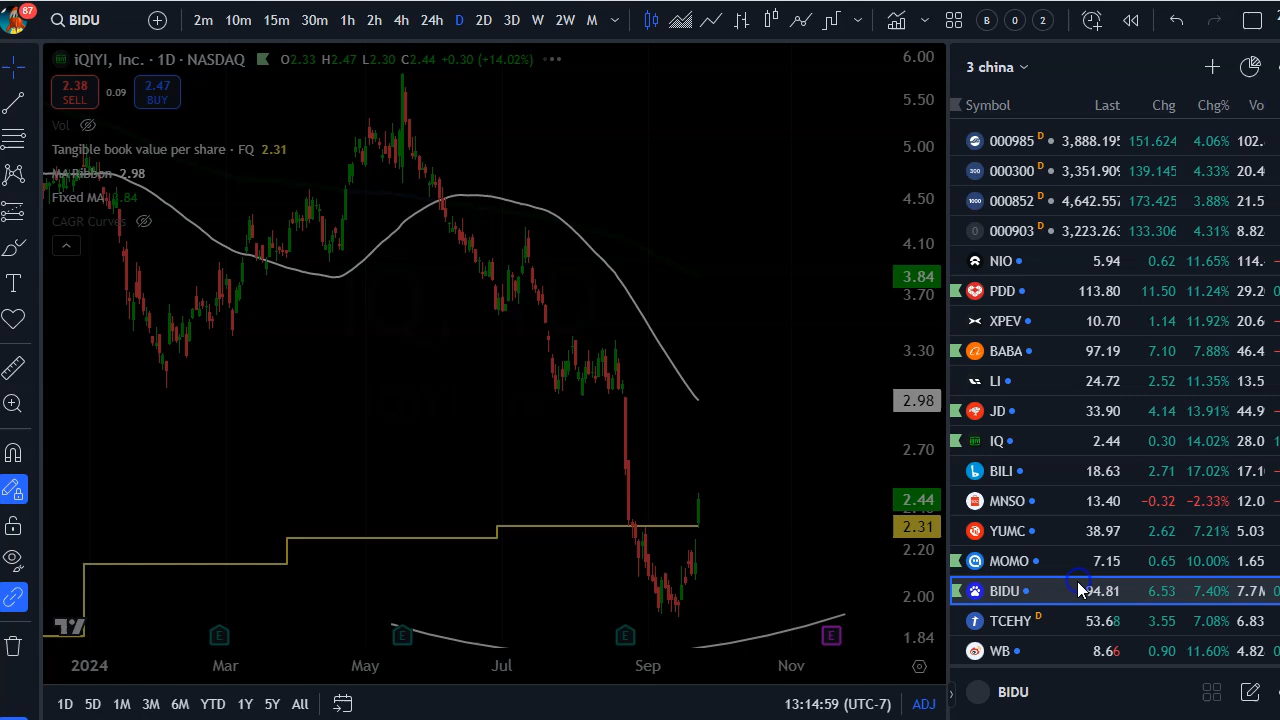 87 BIDU 2m 10m 15m 30m 1h 2h 4h 24h D 2D 3D W 2W M B 0 2
iQIYI, Inc. · 1D · NASDAQ O2.33 H2.47 L2.30 C2.44 +0.30 (+14.02%)
2.38 SELL 0.09 2.47 BUY
Vol
Tangible book value per share · FQ 2.31
MA Ribbon 2.98
Fixed MA 0.84
CAGR Curves
6.00
5.50
5.00
4.50
4.10
3.84
3.70
3.30
2.98
2.70
2.44
2.31
2.20
2.00
1.84
E E E E
2024 Mar May Jul Sep Nov
1D 5D 1M 3M 6M YTD 1Y 5Y All 13:14:59 (UTC-7) ADJ
3 china
Symbol Last Chg Chg% Vo
000985 D 3,888.195 151.624 4.06% 102.
000300 D 3,351.909 139.145 4.33% 20.4
000852 D 4,642.557 173.425 3.88% 21.5
000903 D 3,223.263 133.306 4.31% 8.82
NIO 5.94 0.62 11.65% 114.
PDD 113.80 11.50 11.24% 29.2
XPEV 10.70 1.14 11.92% 20.6
BABA 97.19 7.10 7.88% 46.4
LI 24.72 2.52 11.35% 13.5
JD 33.90 4.14 13.91% 44.9
IQ 2.44 0.30 14.02% 28.0
BILI 18.63 2.71 17.02% 17.1
MNSO 13.40 −0.32 −2.33% 12.0
YUMC 38.97 2.62 7.21% 5.03
MOMO 7.15 0.65 10.00% 1.65
BIDU 94.81 6.53 7.40% 7.7M
TCEHY D 53.68 3.55 7.08% 6.83
WB 8.66 0.90 11.60% 4.82
BIDU